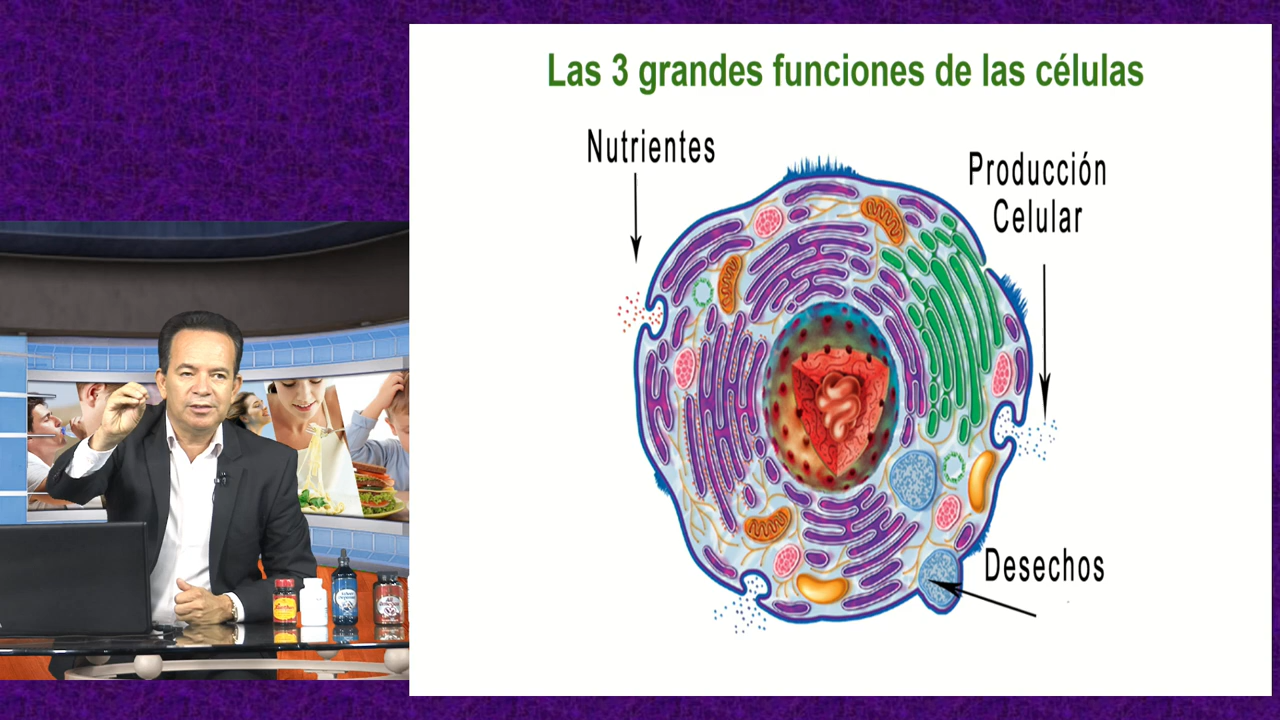 Las 3 grandes funciones de las células
Nutrientes
Producción
Celular
Desechos